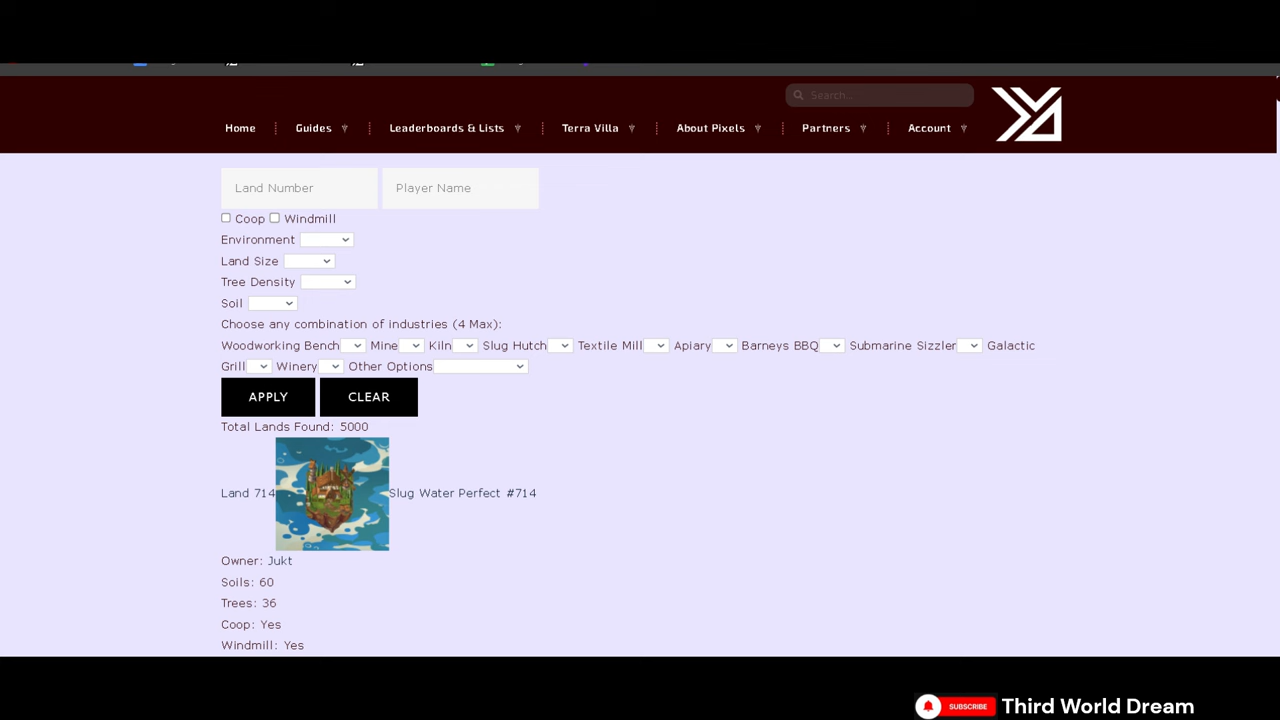 Search...
Home Guides Leaderboards & Lists Terra Villa About Pixels Partners Account
Land Number Player Name
Coop Windmill
Environment
Land Size
Tree Density
Soil
Choose any combination of industries (4 Max):
Woodworking Bench Mine Kiln Slug Hutch Textile Mill Apiary Barneys BBQ Submarine Sizzler Galactic
Grill Winery Other Options
APPLY CLEAR
Total Lands Found: 5000
Land 714 Slug Water Perfect #714
Owner: Jukt
Soils: 60
Trees: 36
Coop: Yes
Windmill: Yes
SUBSCRIBE Third World Dream